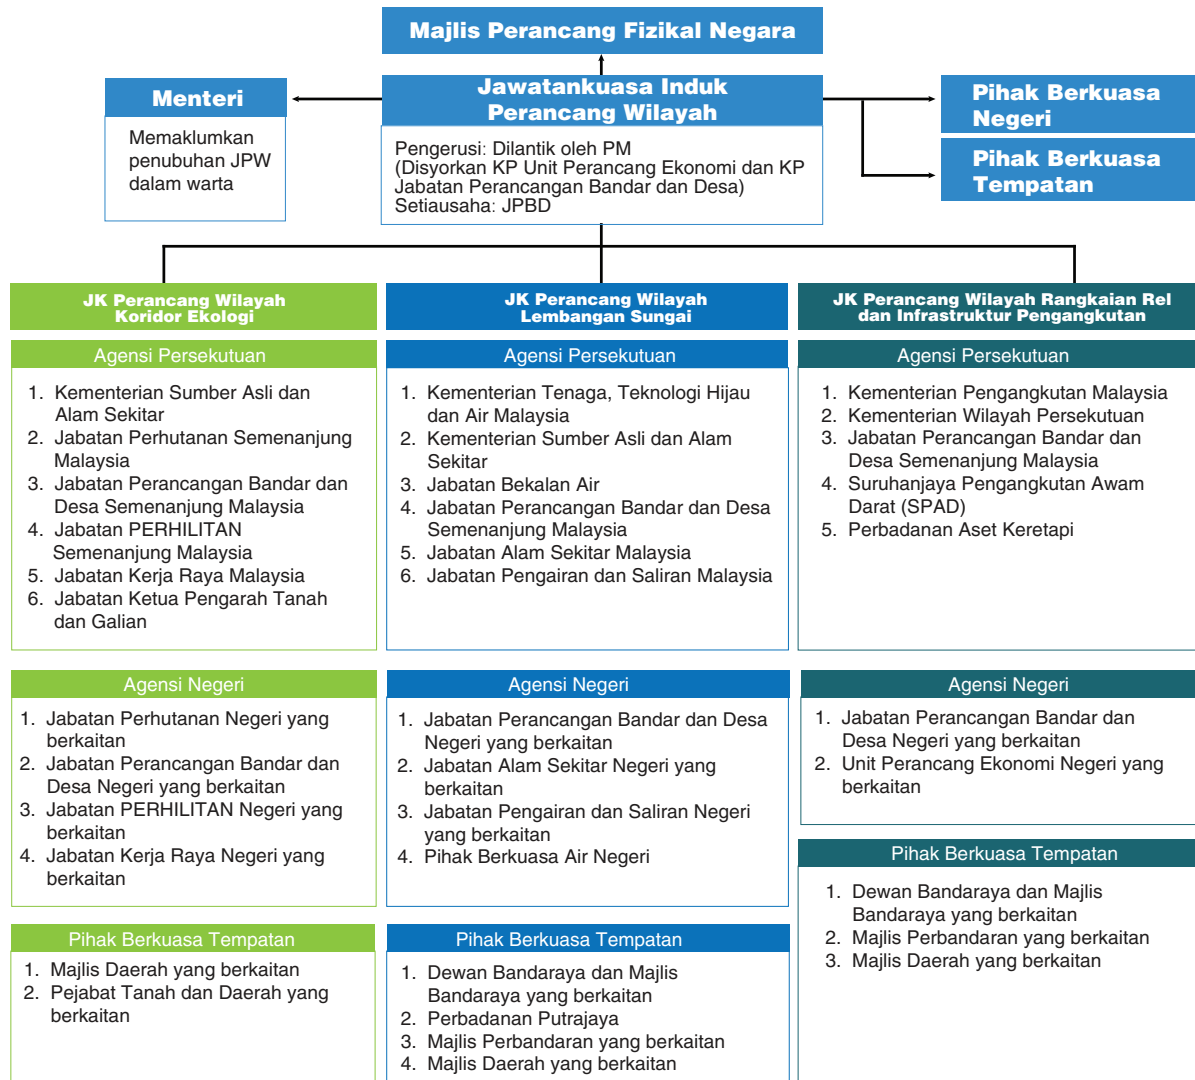 Majlis Perancang Fizikal Negara
Menteri
Memaklumkan
penubuhan JPW
dalam warta
Jawatankuasa Induk
Perancang Wilayah
Pengerusi: Dilantik oleh PM
(Disyorkan KP Unit Perancang Ekonomi dan KP
Jabatan Perancangan Bandar dan Desa)
Setiausaha: JPBD
Pihak Berkuasa
Negeri
Pihak Berkuasa
Tempatan
JK Perancang Wilayah
Koridor Ekologi
Agensi Persekutuan
1. Kementerian Sumber Asli dan
Alam Sekitar
2. Jabatan Perhutanan Semenanjung
Malaysia
3. Jabatan Perancangan Bandar dan
Desa Semenanjung Malaysia
4. Jabatan PERHILITAN
Semenanjung Malaysia
5. Jabatan Kerja Raya Malaysia
6. Jabatan Ketua Pengarah Tanah
dan Galian
Agensi Negeri
1. Jabatan Perhutanan Negeri yang
berkaitan
2. Jabatan Perancangan Bandar dan
Desa Negeri yang berkaitan
3. Jabatan PERHILITAN Negeri yang
berkaitan
4. Jabatan Kerja Raya Negeri yang
berkaitan
Pihak Berkuasa Tempatan
1. Majlis Daerah yang berkaitan
2. Pejabat Tanah dan Daerah yang
berkaitan
JK Perancang Wilayah
Lembangan Sungai
Agensi Persekutuan
1. Kementerian Tenaga, Teknologi Hijau
dan Air Malaysia
2. Kementerian Sumber Asli dan Alam
Sekitar
3. Jabatan Bekalan Air
4. Jabatan Perancangan Bandar dan Desa
Semenanjung Malaysia
5. Jabatan Alam Sekitar Malaysia
6. Jabatan Pengairan dan Saliran Malaysia
Agensi Negeri
1. Jabatan Perancangan Bandar dan Desa
Negeri yang berkaitan
2. Jabatan Alam Sekitar Negeri yang
berkaitan
3. Jabatan Pengairan dan Saliran Negeri
yang berkaitan
4. Pihak Berkuasa Air Negeri
Pihak Berkuasa Tempatan
1. Dewan Bandaraya dan Majlis
Bandaraya yang berkaitan
2. Perbadanan Putrajaya
3. Majlis Perbandaran yang berkaitan
4. Majlis Daerah yang berkaitan
JK Perancang Wilayah Rangkaian Rel
dan Infrastruktur Pengangkutan
Agensi Persekutuan
1. Kementerian Pengangkutan Malaysia
2. Kementerian Wilayah Persekutuan
3. Jabatan Perancangan Bandar dan
Desa Semenanjung Malaysia
4. Suruhanjaya Pengangkutan Awam
Darat (SPAD)
5. Perbadanan Aset Keretapi
Agensi Negeri
1. Jabatan Perancangan Bandar dan
Desa Negeri yang berkaitan
2. Unit Perancang Ekonomi Negeri yang
berkaitan
Pihak Berkuasa Tempatan
1. Dewan Bandaraya dan Majlis
Bandaraya yang berkaitan
2. Majlis Perbandaran yang berkaitan
3. Majlis Daerah yang berkaitan